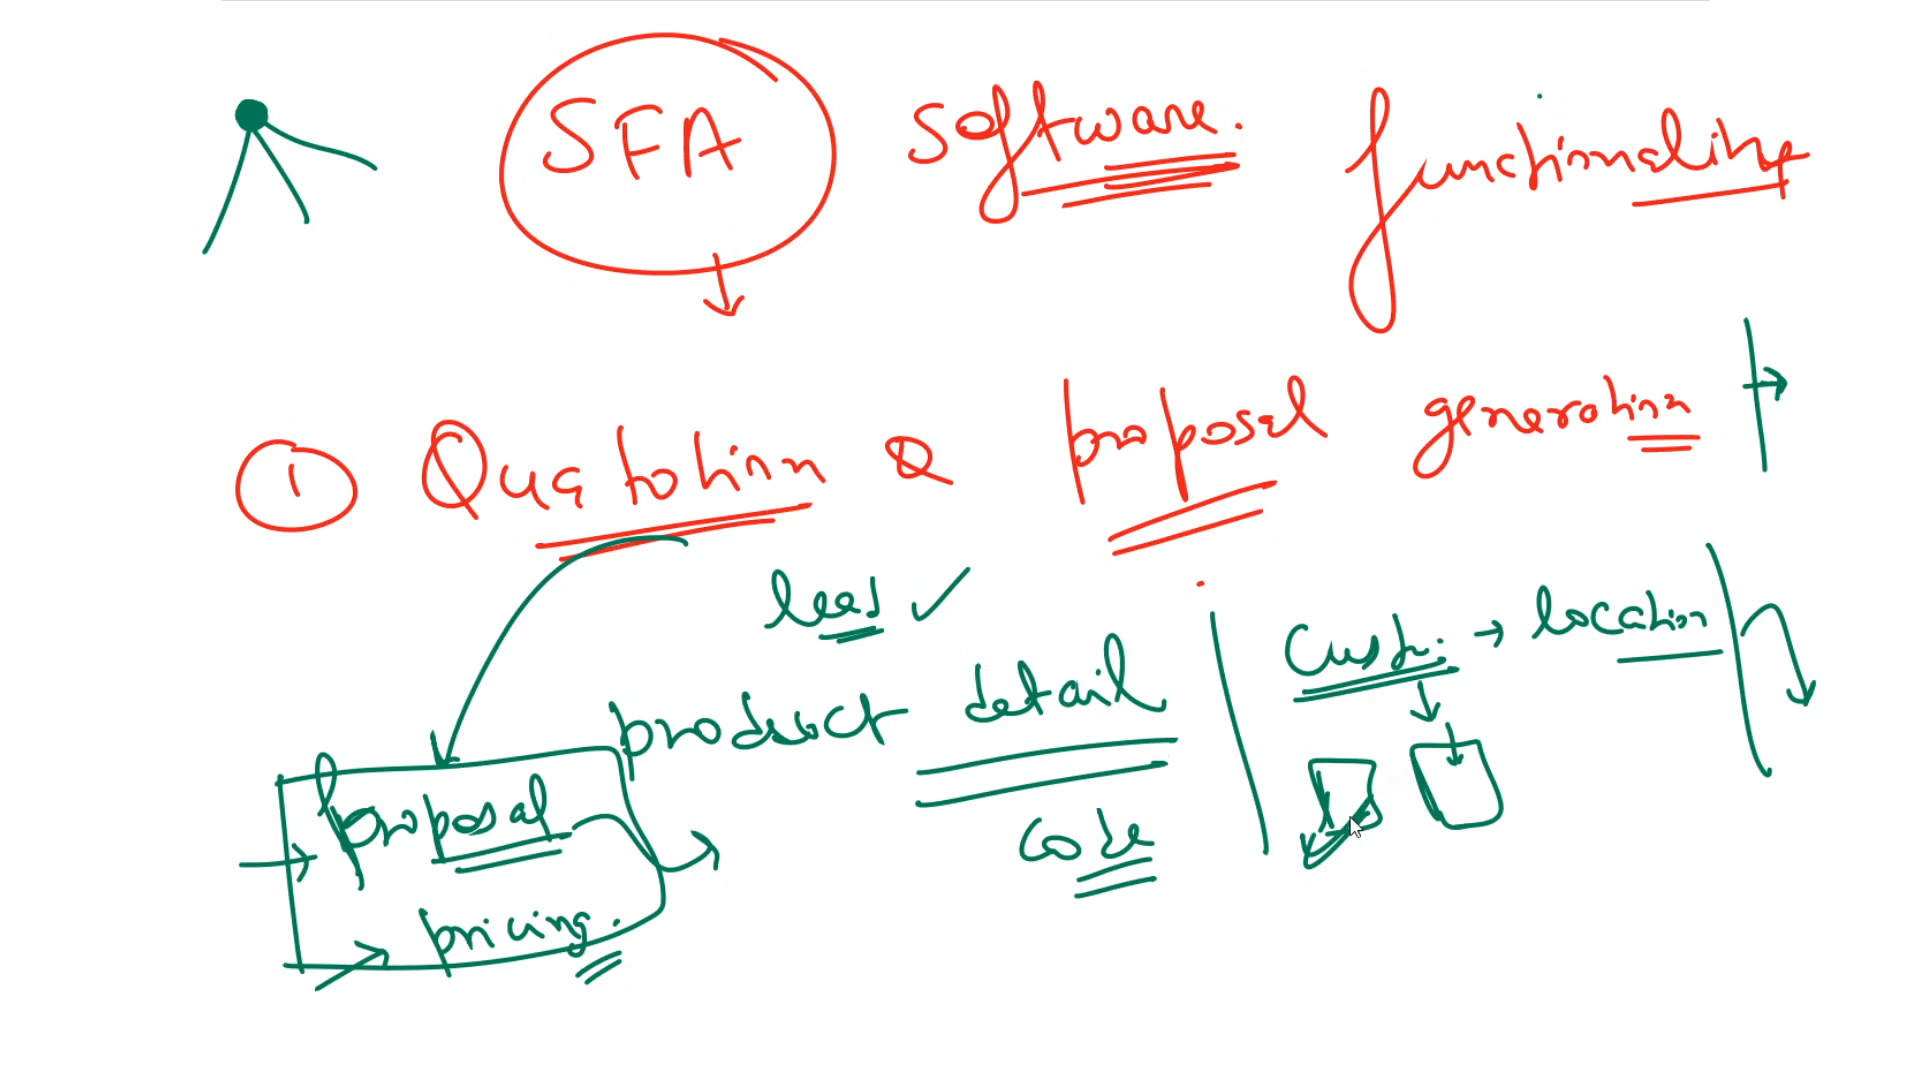 SFA software. functionality
① Quotation & proposal generation
lead
Cust. → location
product detail
proposal
code
pricing.